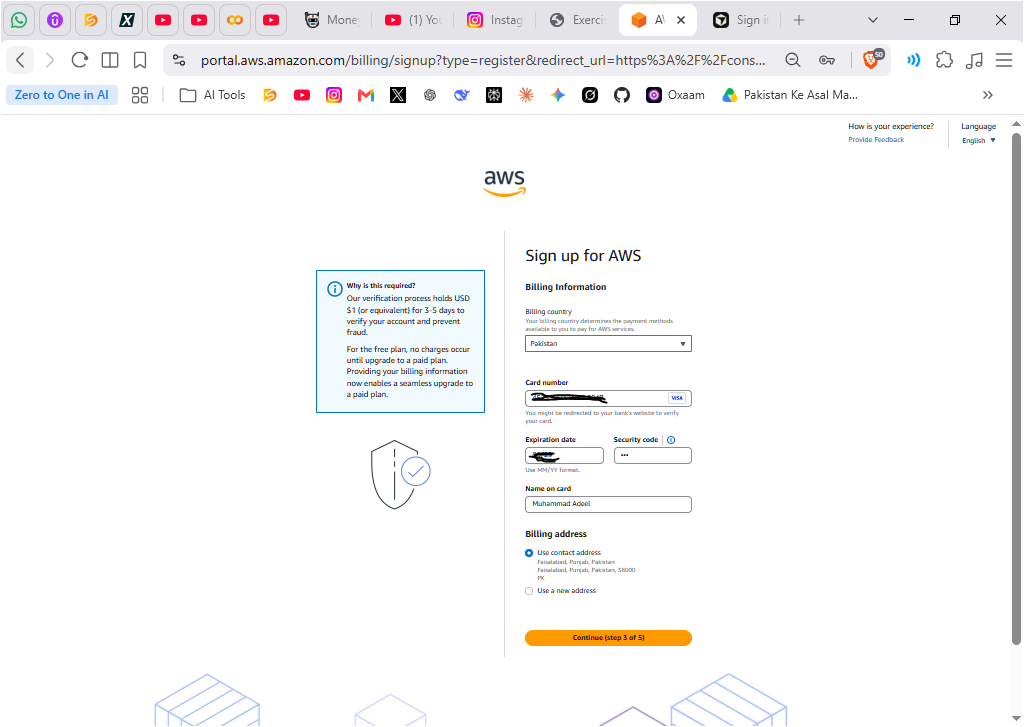 Money
(1) You
Instag
Exerci
A\
Sign i
portal.aws.amazon.com/billing/signup?type=register&redirect_url=https%3A%2F%2Fcons...
50
Zero to One in AI
AI Tools
Oxaam
Pakistan Ke Asal Ma...
How is your experience?
Provide Feedback
Language
English
aws
Sign up for AWS
Why is this required?
Our verification process holds USD
$1 (or equivalent) for 3-5 days to
verify your account and prevent
fraud.
For the free plan, no charges occur
until upgrade to a paid plan.
Providing your billing information
now enables a seamless upgrade to
a paid plan.
Billing Information
Billing country
Your billing country determines the payment methods
available to you to pay for AWS services.
Pakistan
Card number
VISA
You might be redirected to your bank's website to verify
your card.
Expiration date
Security code
•••
Use MM/YY format.
Name on card
Muhammad Adeel
Billing address
Use contact address
Faisalabad, Punjab, Pakistan
Faisalabad, Punjab, Pakistan, 38000
PK
Use a new address
Continue (step 3 of 5)